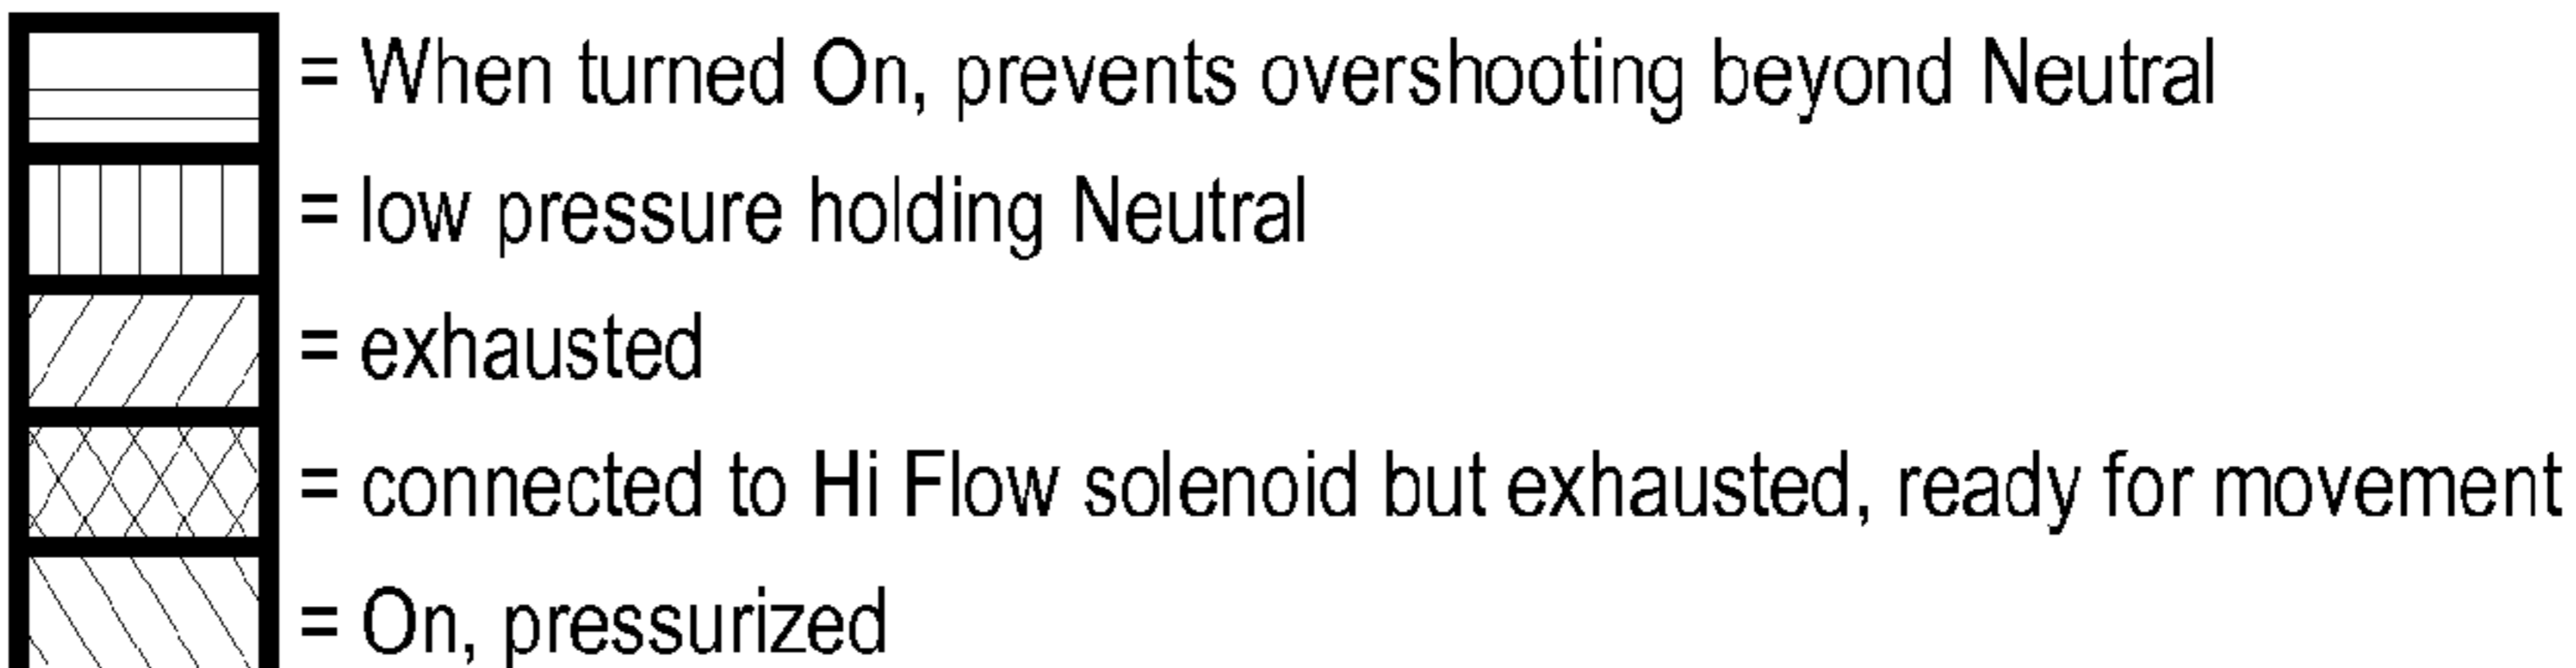 = When turned On, prevents overshooting beyond Neutral
= low pressure holding Neutral
= exhausted
= connected to Hi Flow solenoid but exhausted, ready for movement
= On, pressurized